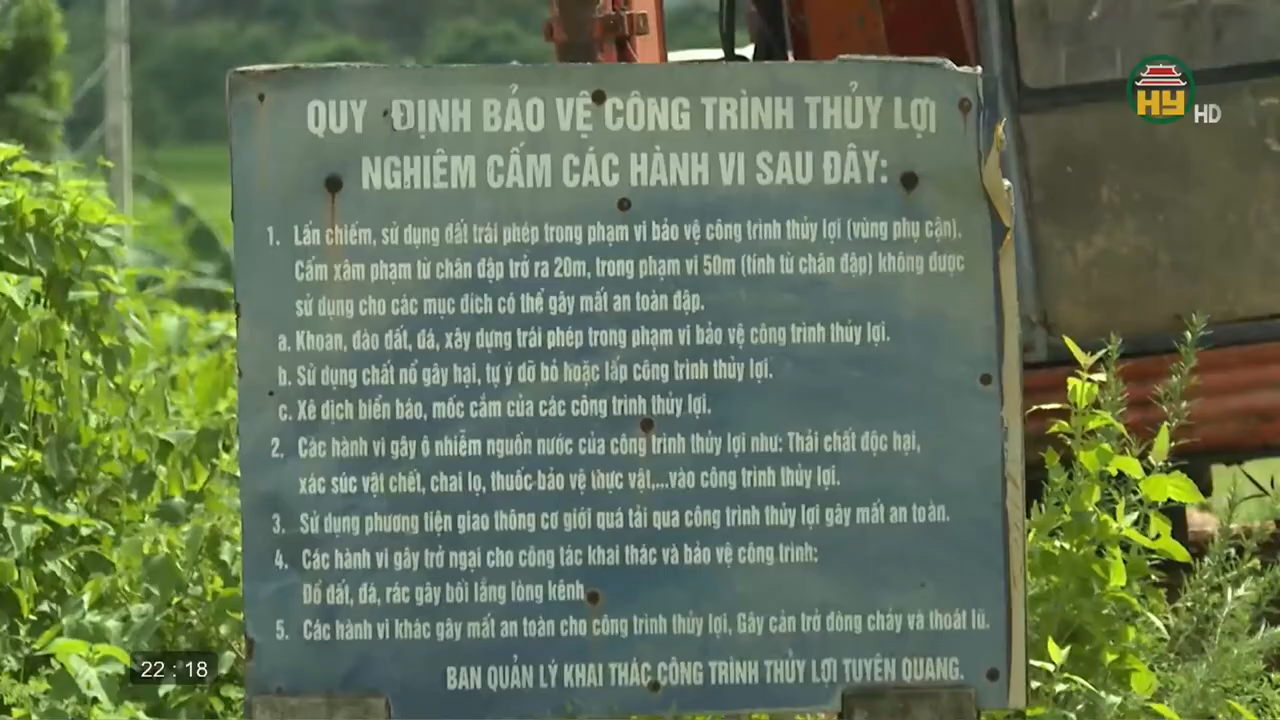 HY HD
QUY ĐỊNH BẢO VỆ CÔNG TRÌNH THỦY LỢI
NGHIÊM CẤM CÁC HÀNH VI SAU ĐÂY:
1. Lấn chiếm, sử dụng đất trái phép trong phạm vi bảo vệ công trình thủy lợi (vùng phụ cận).
Cấm xâm phạm từ chân đập trở ra 20m, trong phạm vi 50m (tính từ chân đập) không được
sử dụng cho các mục đích có thể gây mất an toàn đập.
a. Khoan, đào đất, đá, xây dựng trái phép trong phạm vi bảo vệ công trình thủy lợi.
b. Sử dụng chất nổ gây hại, tự ý dỡ bỏ hoặc lấp công trình thủy lợi.
c. Xê dịch biển báo, mốc cắm của các công trình thủy lợi.
2. Các hành vi gây ô nhiễm nguồn nước của công trình thủy lợi như: Thải chất độc hại,
xác súc vật chết, chai lọ, thuốc bảo vệ thực vật,...vào công trình thủy lợi.
3. Sử dụng phương tiện giao thông cơ giới quá tải qua công trình thủy lợi gây mất an toàn.
4. Các hành vi gây trở ngại cho công tác khai thác và bảo vệ công trình:
Đổ đất, đá, rác gây bồi lắng lòng kênh
5. Các hành vi khác gây mất an toàn cho công trình thủy lợi, Gây cản trở dòng chảy và thoát lũ.
BAN QUẢN LÝ KHAI THÁC CÔNG TRÌNH THỦY LỢI TUYÊN QUANG.
22 : 18